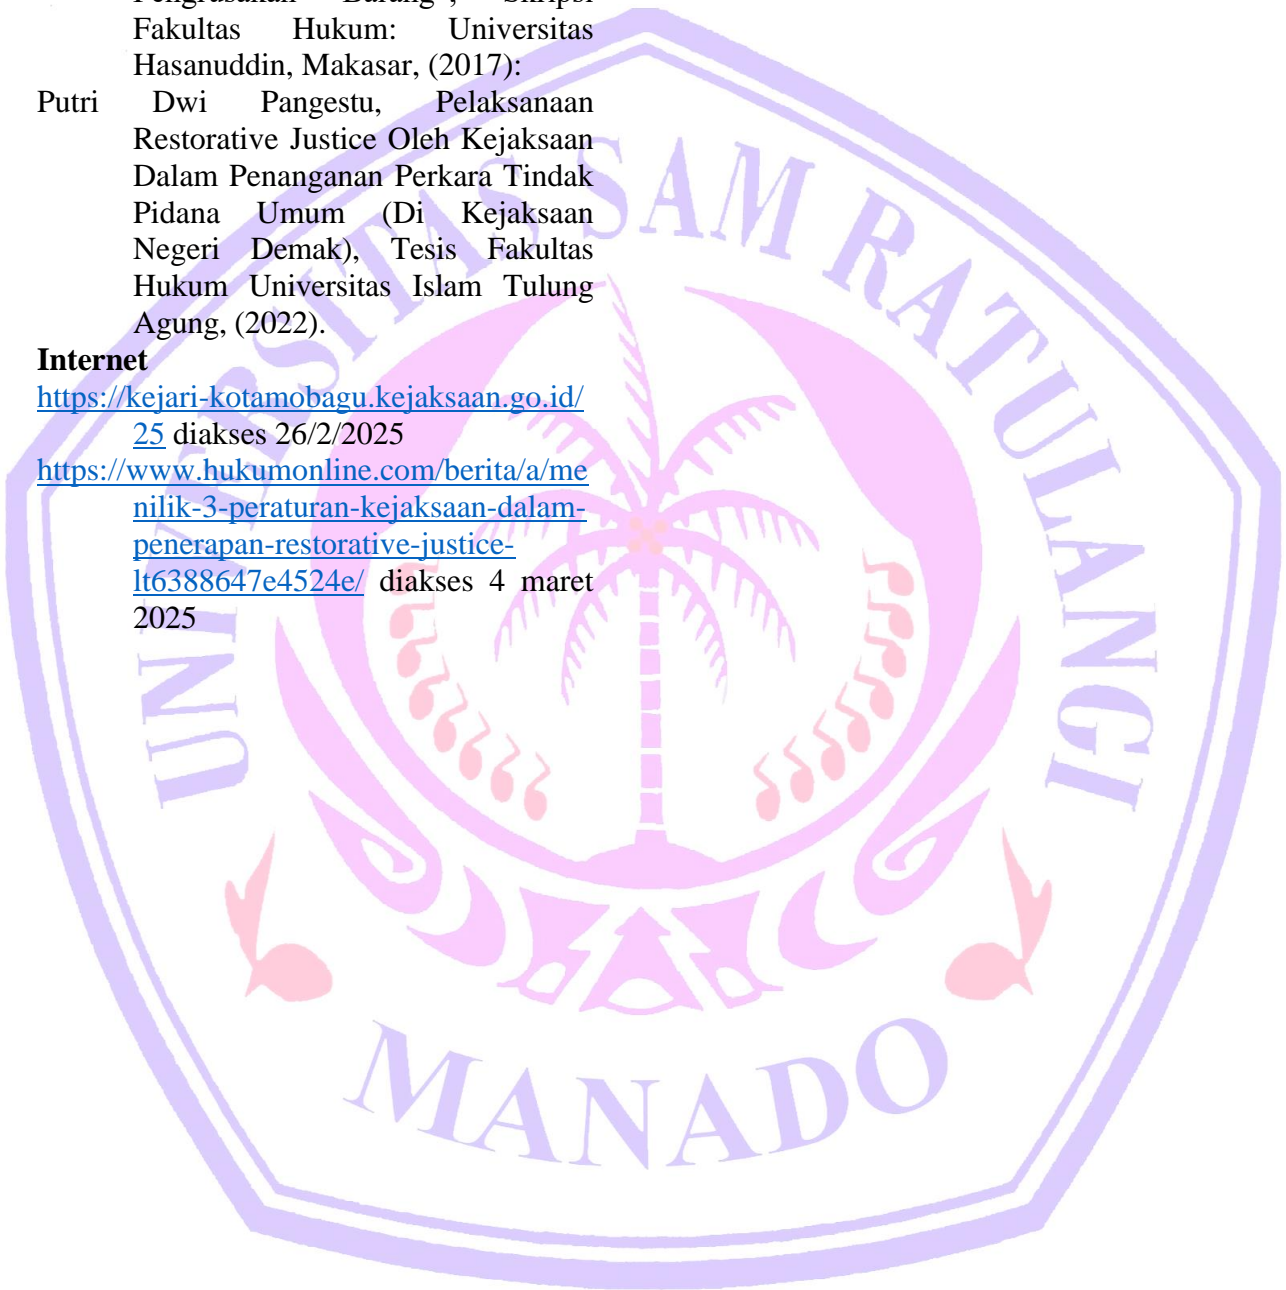 Pengrusakan Barang", Skripsi
Fakultas Hukum: Universitas
Hasanuddin, Makasar, (2017):
Putri Dwi Pangestu, Pelaksanaan
Restorative Justice Oleh Kejaksaan
Dalam Penanganan Perkara Tindak
Pidana Umum (Di Kejaksaan
Negeri Demak), Tesis Fakultas
Hukum Universitas Islam Tulung
Agung, (2022).
Internet
https://kejari-kotamobagu.kejaksaan.go.id/
25 diakses 26/2/2025
https://www.hukumonline.com/berita/a/me
nilik-3-peraturan-kejaksaan-dalam-
penerapan-restorative-justice-
lt6388647e4524e/ diakses 4 maret
2025
UNIVERSITAS SAM RATULANGI
MANADO